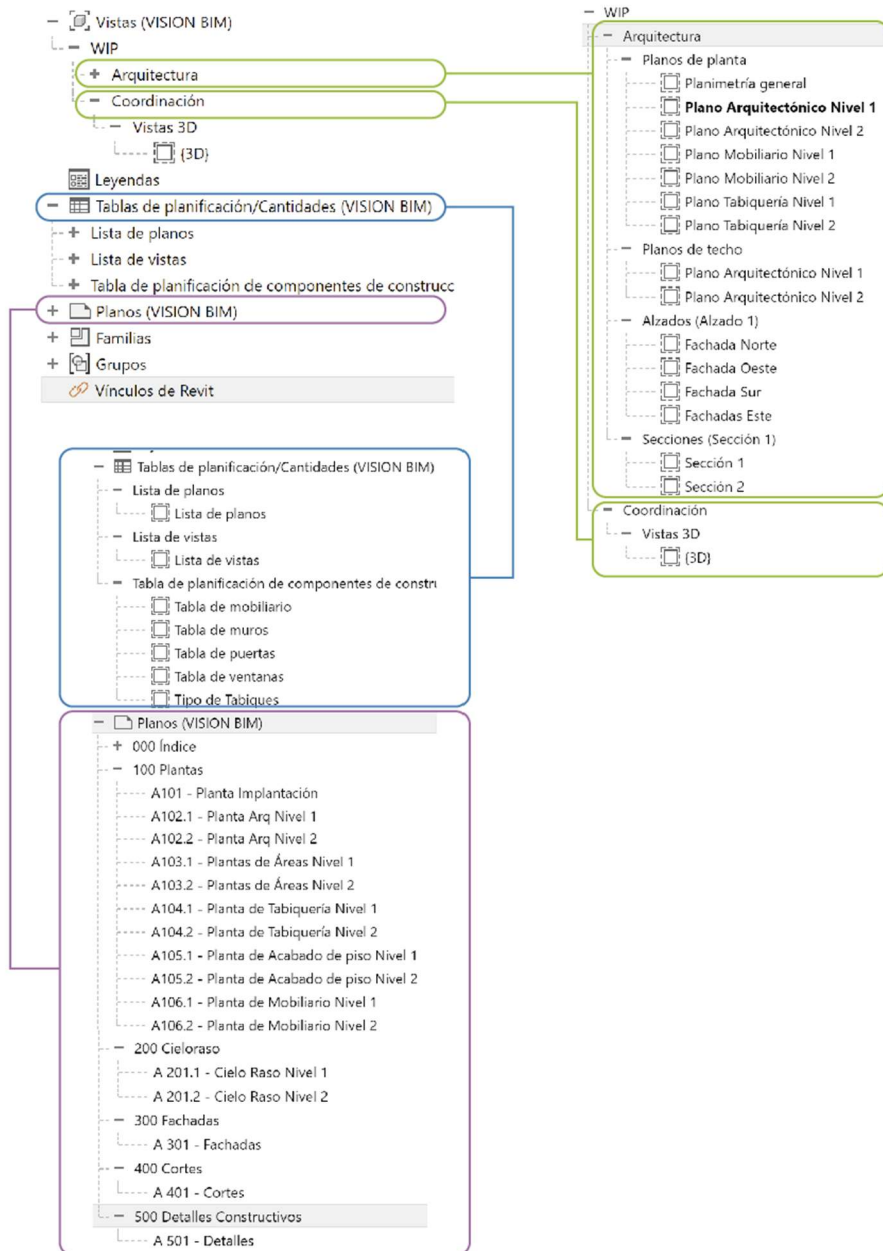 Vistas (VISION BIM)
WIP
Arquitectura
Coordinación
Vistas 3D
{3D}
Leyendas
Tablas de planificación/Cantidades (VISION BIM)
Lista de planos
Lista de vistas
Tabla de planificación de componentes de construcc
Planos (VISION BIM)
Familias
Grupos
Vínculos de Revit
WIP
Arquitectura
Planos de planta
Planimetría general
Plano Arquitectónico Nivel 1
Plano Arquitectónico Nivel 2
Plano Mobiliario Nivel 1
Plano Mobiliario Nivel 2
Plano Tabiquería Nivel 1
Plano Tabiquería Nivel 2
Planos de techo
Plano Arquitectónico Nivel 1
Plano Arquitectónico Nivel 2
Alzados (Alzado 1)
Fachada Norte
Fachada Oeste
Fachada Sur
Fachadas Este
Secciones (Sección 1)
Sección 1
Sección 2
Coordinación
Vistas 3D
{3D}
Tablas de planificación/Cantidades (VISION BIM)
Lista de planos
Lista de planos
Lista de vistas
Lista de vistas
Tabla de planificación de componentes de constru
Tabla de mobiliario
Tabla de muros
Tabla de puertas
Tabla de ventanas
Tipo de Tabiques
Planos (VISION BIM)
000 Índice
100 Plantas
A101 - Planta Implantación
A102.1 - Planta Arq Nivel 1
A102.2 - Planta Arq Nivel 2
A103.1 - Plantas de Áreas Nivel 1
A103.2 - Plantas de Áreas Nivel 2
A104.1 - Planta de Tabiquería Nivel 1
A104.2 - Planta de Tabiquería Nivel 2
A105.1 - Planta de Acabado de piso Nivel 1
A105.2 - Planta de Acabado de piso Nivel 2
A106.1 - Planta de Mobiliario Nivel 1
A106.2 - Planta de Mobiliario Nivel 2
200 Cieloraso
A 201.1 - Cielo Raso Nivel 1
A 201.2 - Cielo Raso Nivel 2
300 Fachadas
A 301 - Fachadas
400 Cortes
A 401 - Cortes
500 Detalles Constructivos
A 501 - Detalles